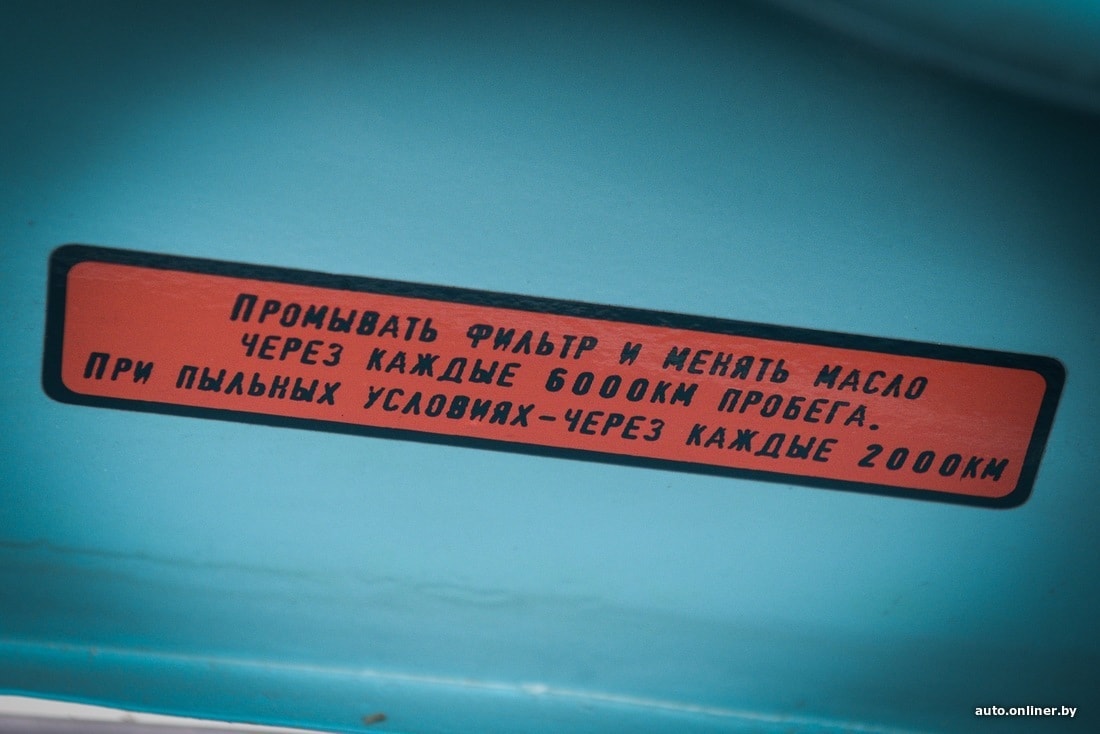 Промывать фильтр и менять масло
через каждые 6000км пробега.
При пыльных условиях-через каждые 2000км
auto.onliner.by